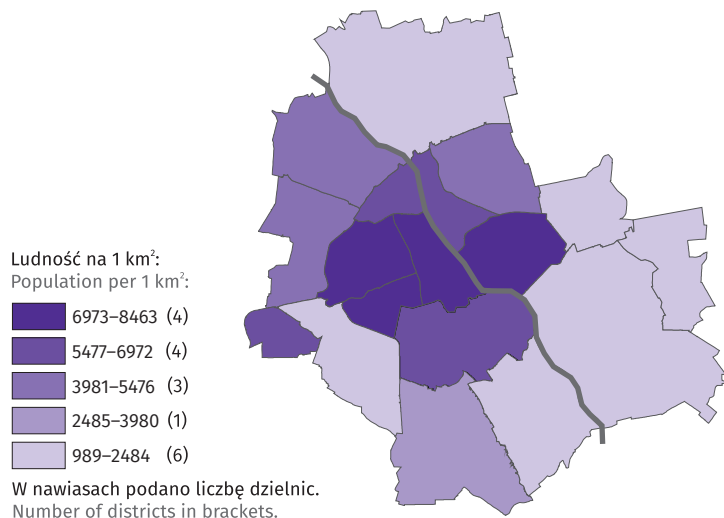 Ludność na 1 km²:
Population per 1 km²:
6973–8463 (4)
5477–6972 (4)
3981–5476 (3)
2485–3980 (1)
989–2484 (6)
W nawiasach podano liczbę dzielnic.
Number of districts in brackets.